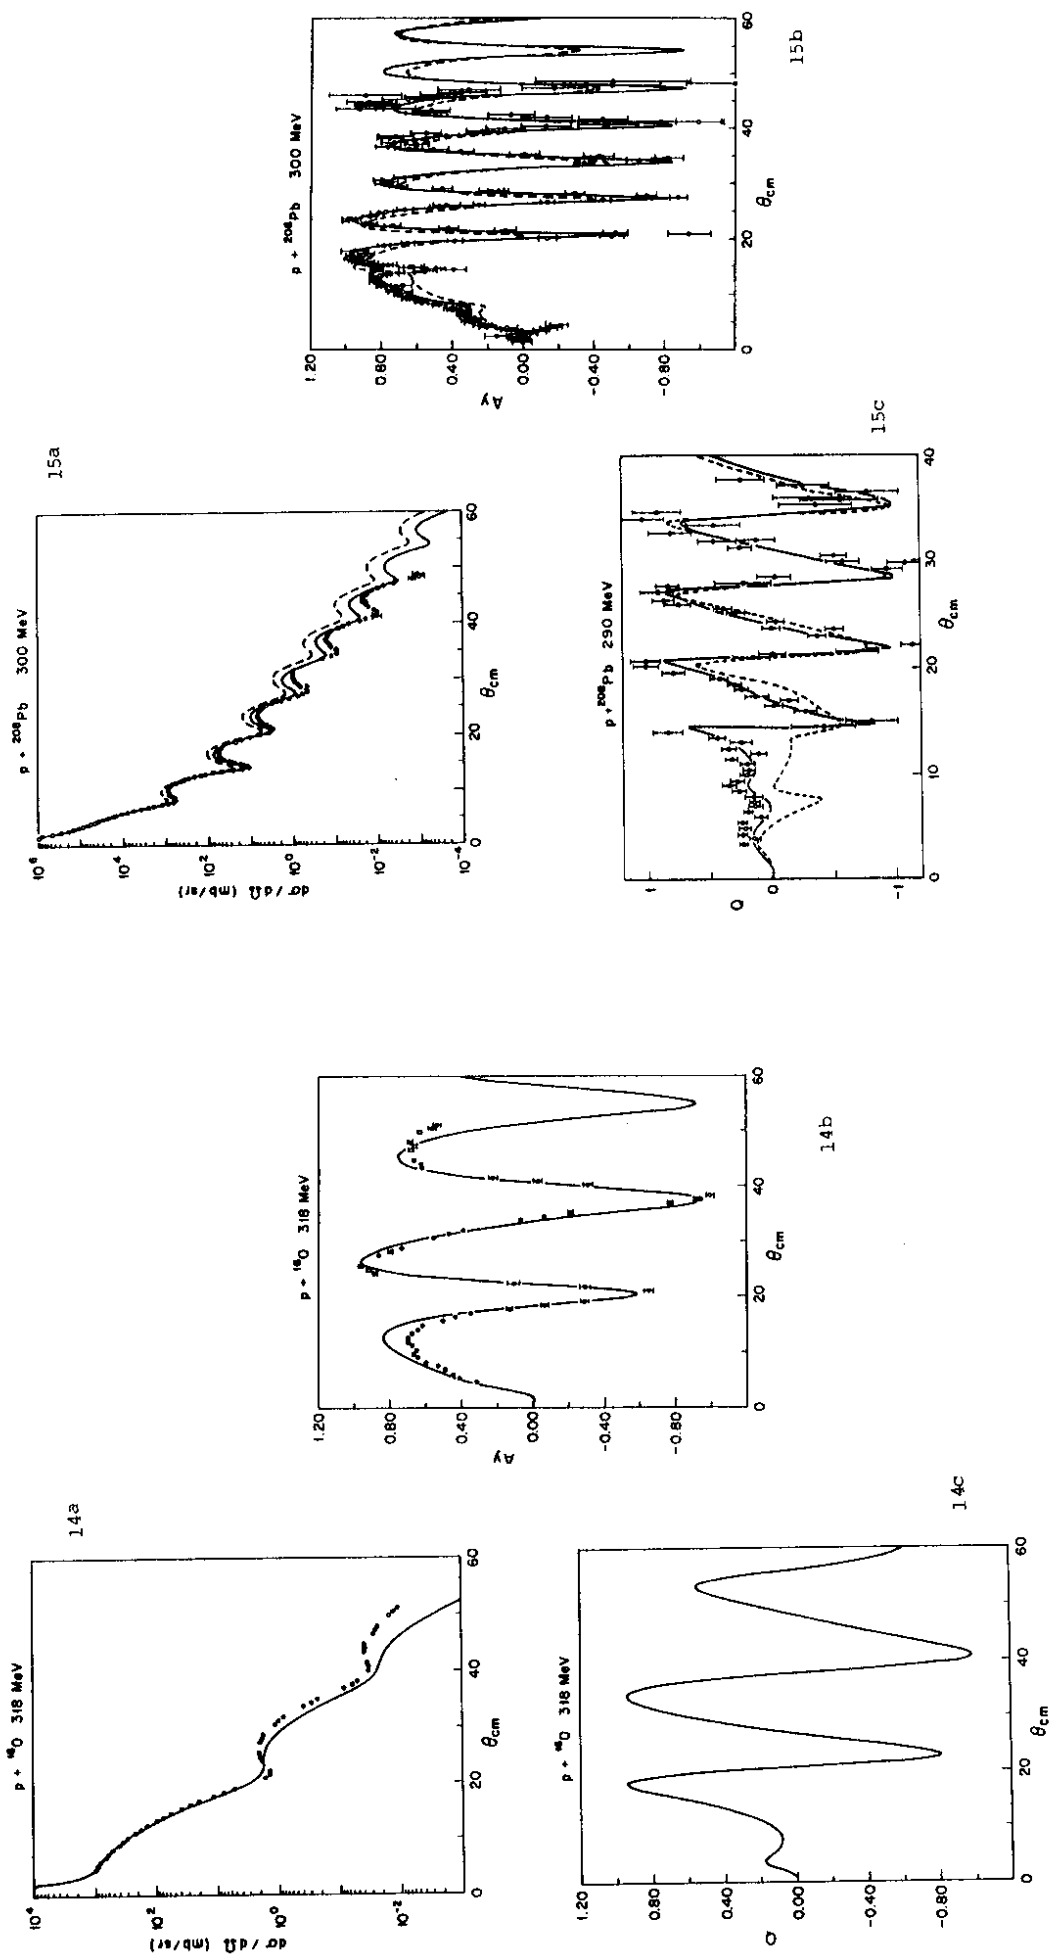 14a
p + ¹⁶O 318 MeV
dσ / dΩ (mb/sr)
10⁴
10²
10⁰
10⁻²
0
20
40
60
θcm
14b
p + ¹⁶O 318 MeV
Ay
1.20
0.80
0.40
0.00
-0.40
-0.80
0
20
40
60
θcm
14c
p + ¹⁶O 318 MeV
Q
1.20
0.80
0.40
0.00
-0.40
-0.80
0
20
40
60
θcm
15a
p + ²⁰⁸Pb 300 MeV
dσ / dΩ (mb/sr)
10⁶
10⁴
10²
10⁰
10⁻²
10⁻⁴
0
20
40
60
θcm
15b
p + ²⁰⁸Pb 300 MeV
Ay
1.20
0.80
0.40
0.00
-0.40
-0.80
0
20
40
60
θcm
15c
p + ²⁰⁸Pb 290 MeV
Q
1
0
-1
0
10
20
30
40
θcm